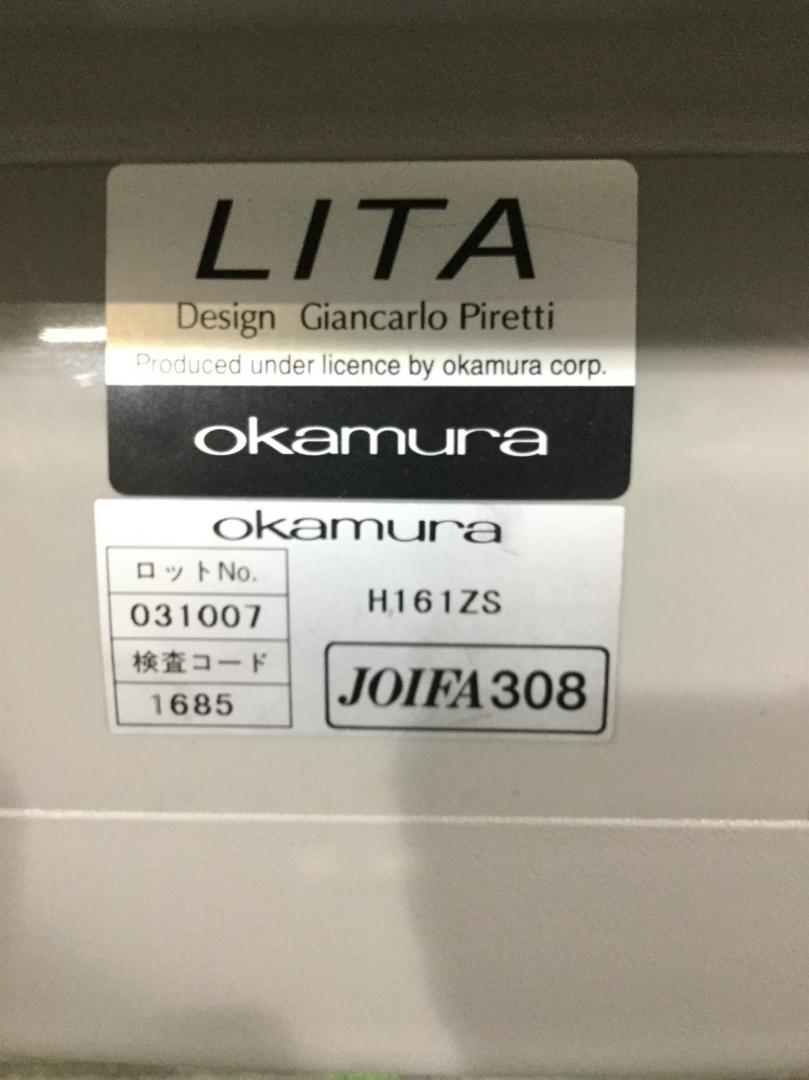 LITA
Design Giancarlo Piretti
Produced under licence by okamura corp.
okamura
okamura
ロットNo.
031007
検査コード
1685
H161ZS
JOIFA308